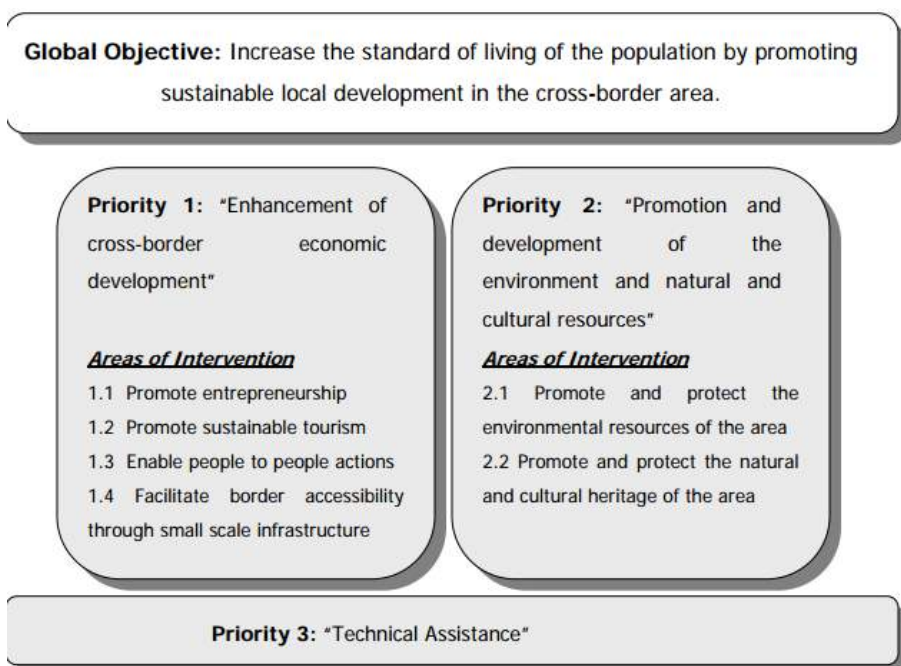 Global Objective: Increase the standard of living of the population by promoting
sustainable local development in the cross-border area.
Priority 1: “Enhancement of
cross-border economic
development”
Areas of Intervention
1.1 Promote entrepreneurship
1.2 Promote sustainable tourism
1.3 Enable people to people actions
1.4 Facilitate border accessibility
through small scale infrastructure
Priority 2: “Promotion and
development of the
environment and natural and
cultural resources”
Areas of Intervention
2.1 Promote and protect the
environmental resources of the area
2.2 Promote and protect the natural
and cultural heritage of the area
Priority 3: “Technical Assistance”